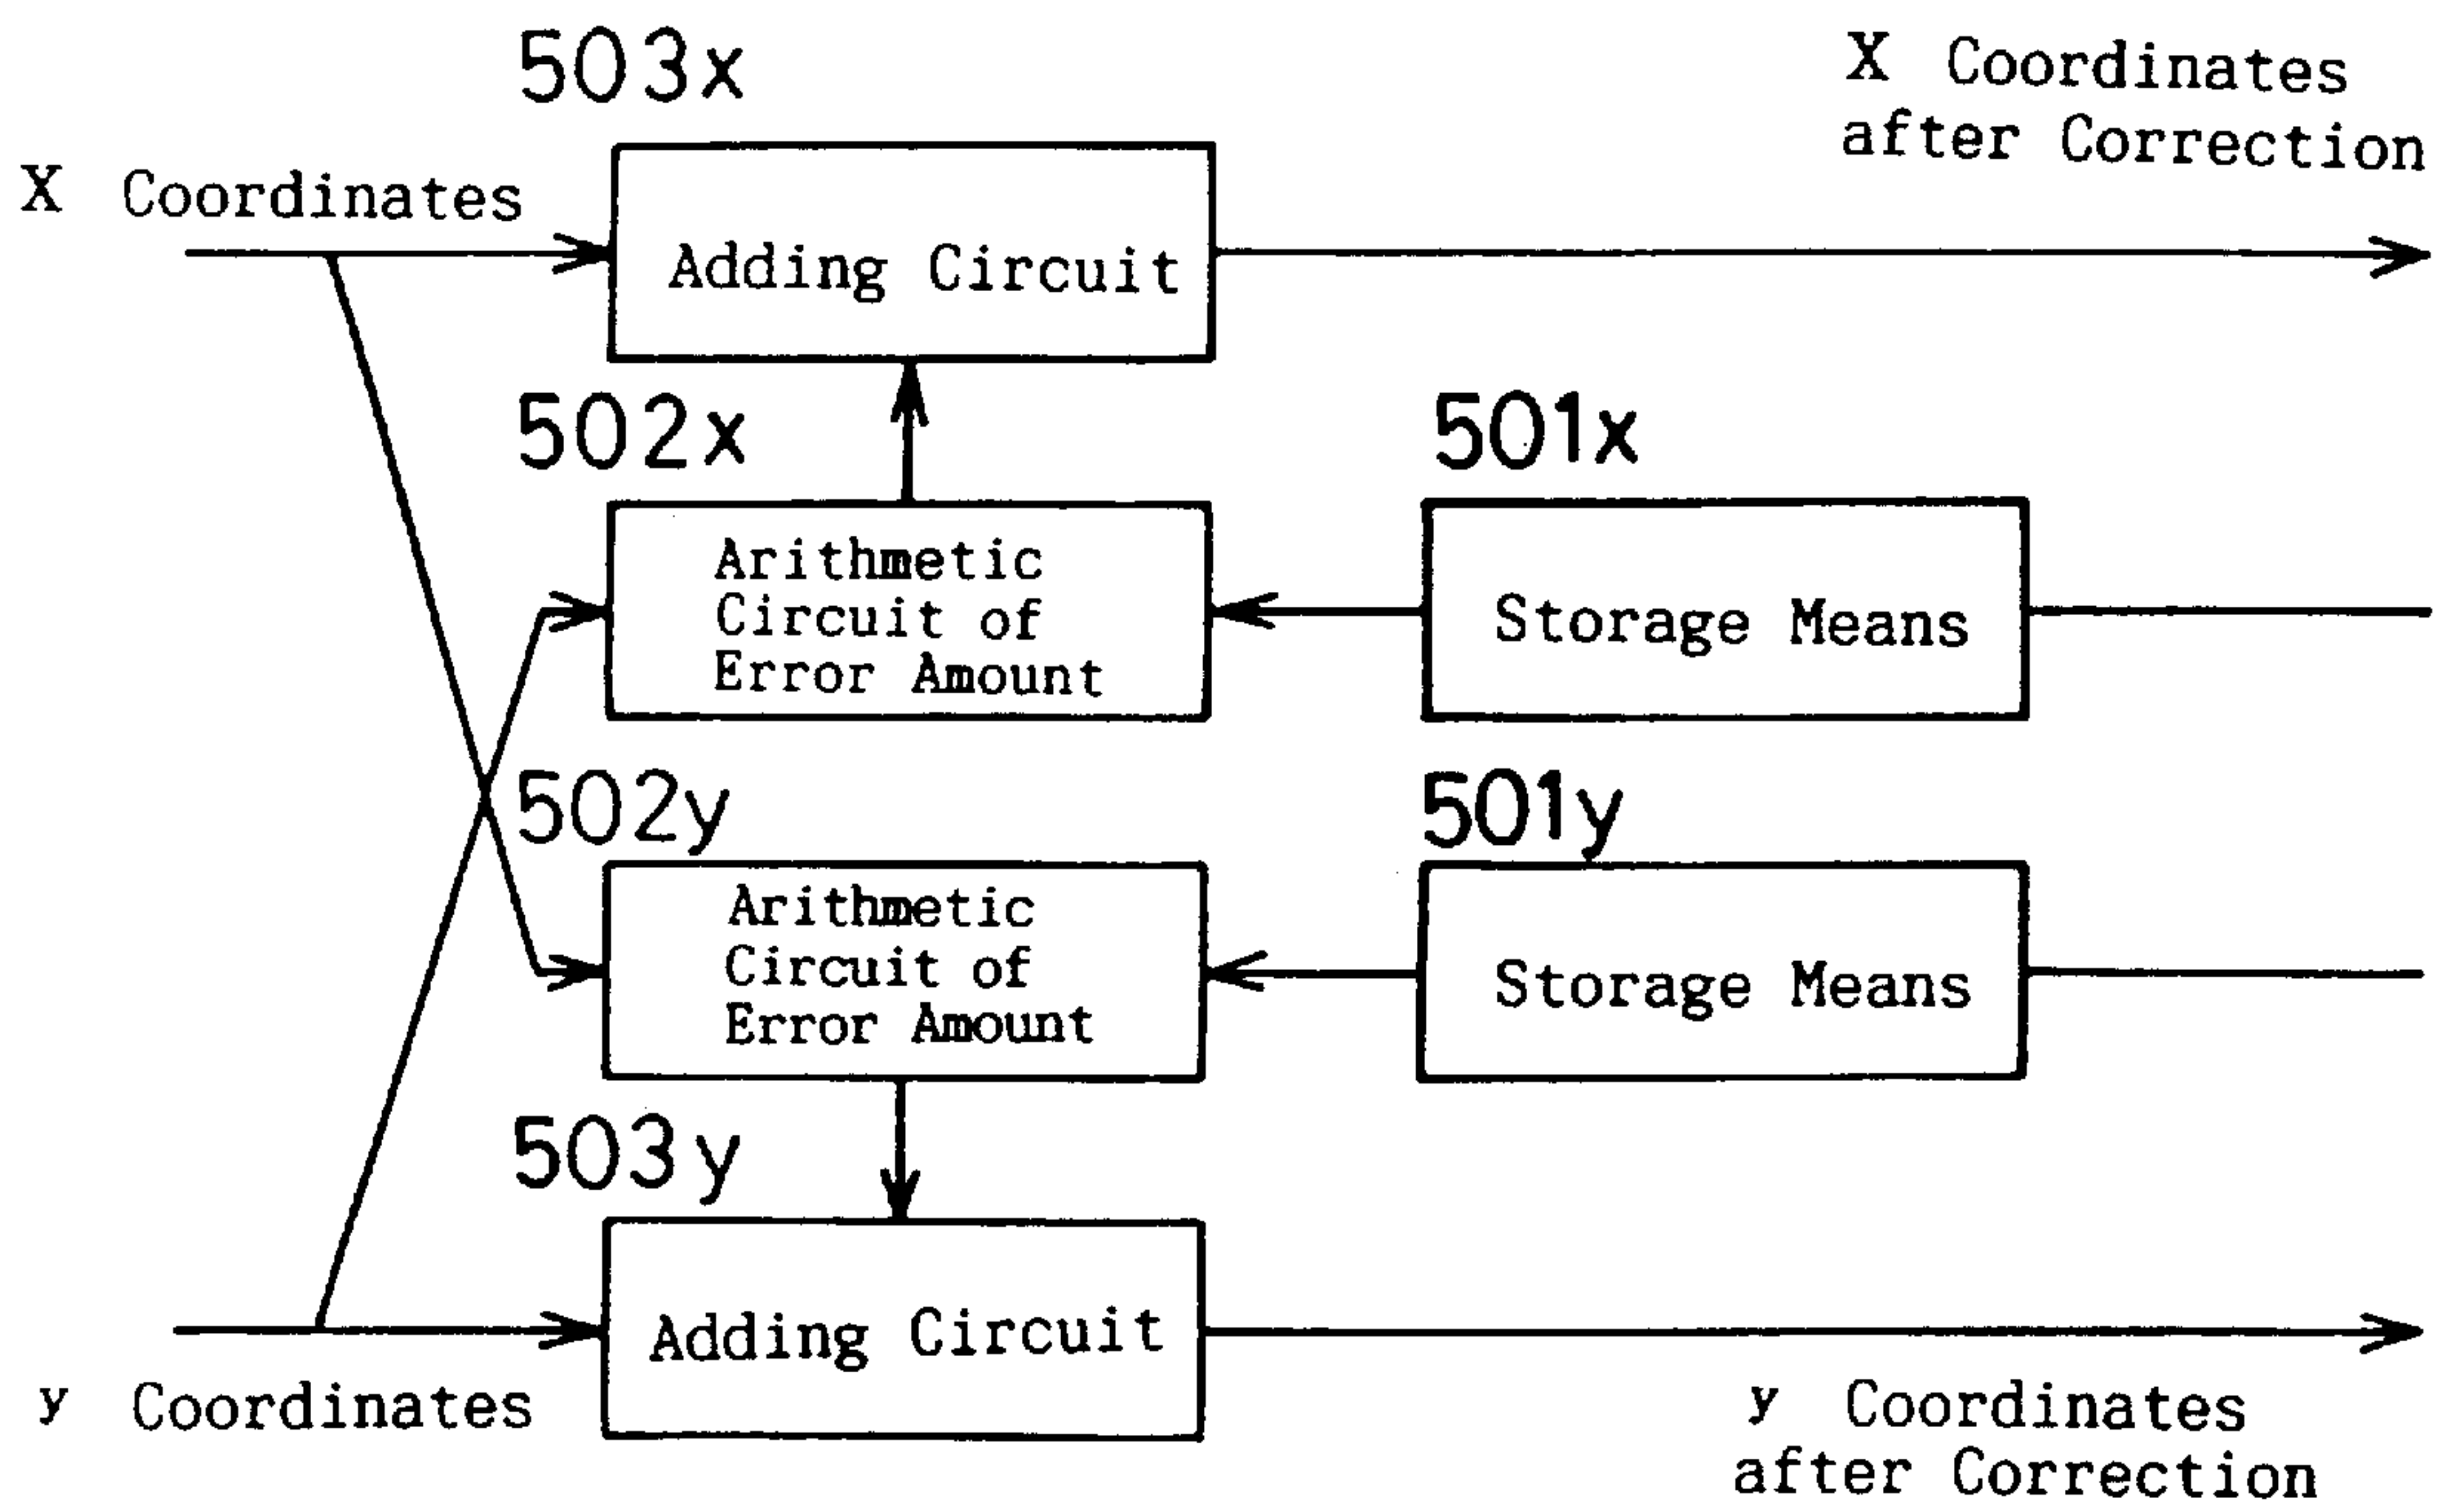 503x
X Coordinates
after Correction
X Coordinates
Adding Circuit
502x
501x
Arithmetic
Circuit of
Error Amount
Storage Means
502y
501y
Arithmetic
Circuit of
Error Amount
Storage Means
503y
Adding Circuit
y Coordinates
y Coordinates
after Correction